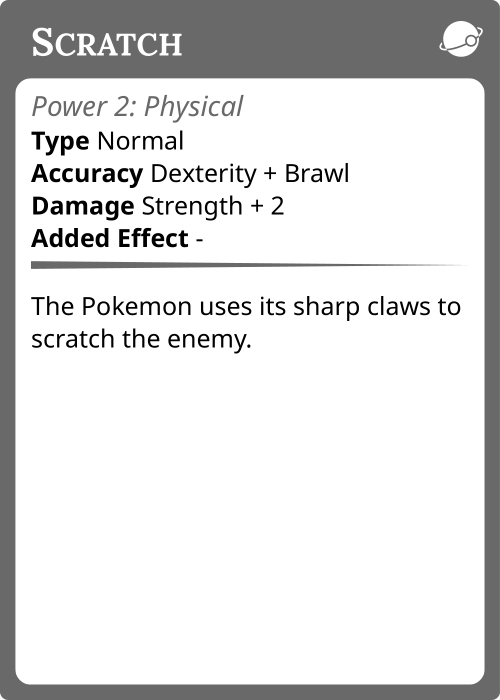 SCRATCH
Power 2: Physical
Type Normal
Accuracy Dexterity + Brawl
Damage Strength + 2
Added Effect -
The Pokemon uses its sharp claws to
scratch the enemy.